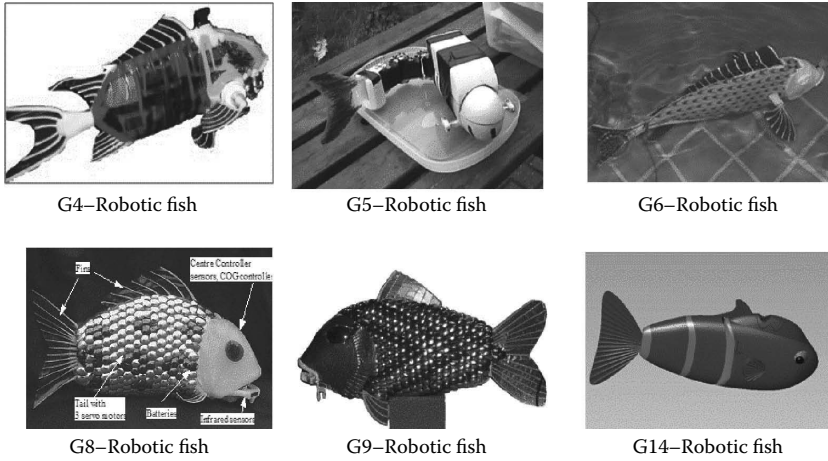 G4–Robotic fish
G5–Robotic fish
G6–Robotic fish
Fins
Centre Controller
sensors, COG controller
Tail with
3 servo motors
Batteries
Infrared sensors
G8–Robotic fish
G9–Robotic fish
G14–Robotic fish